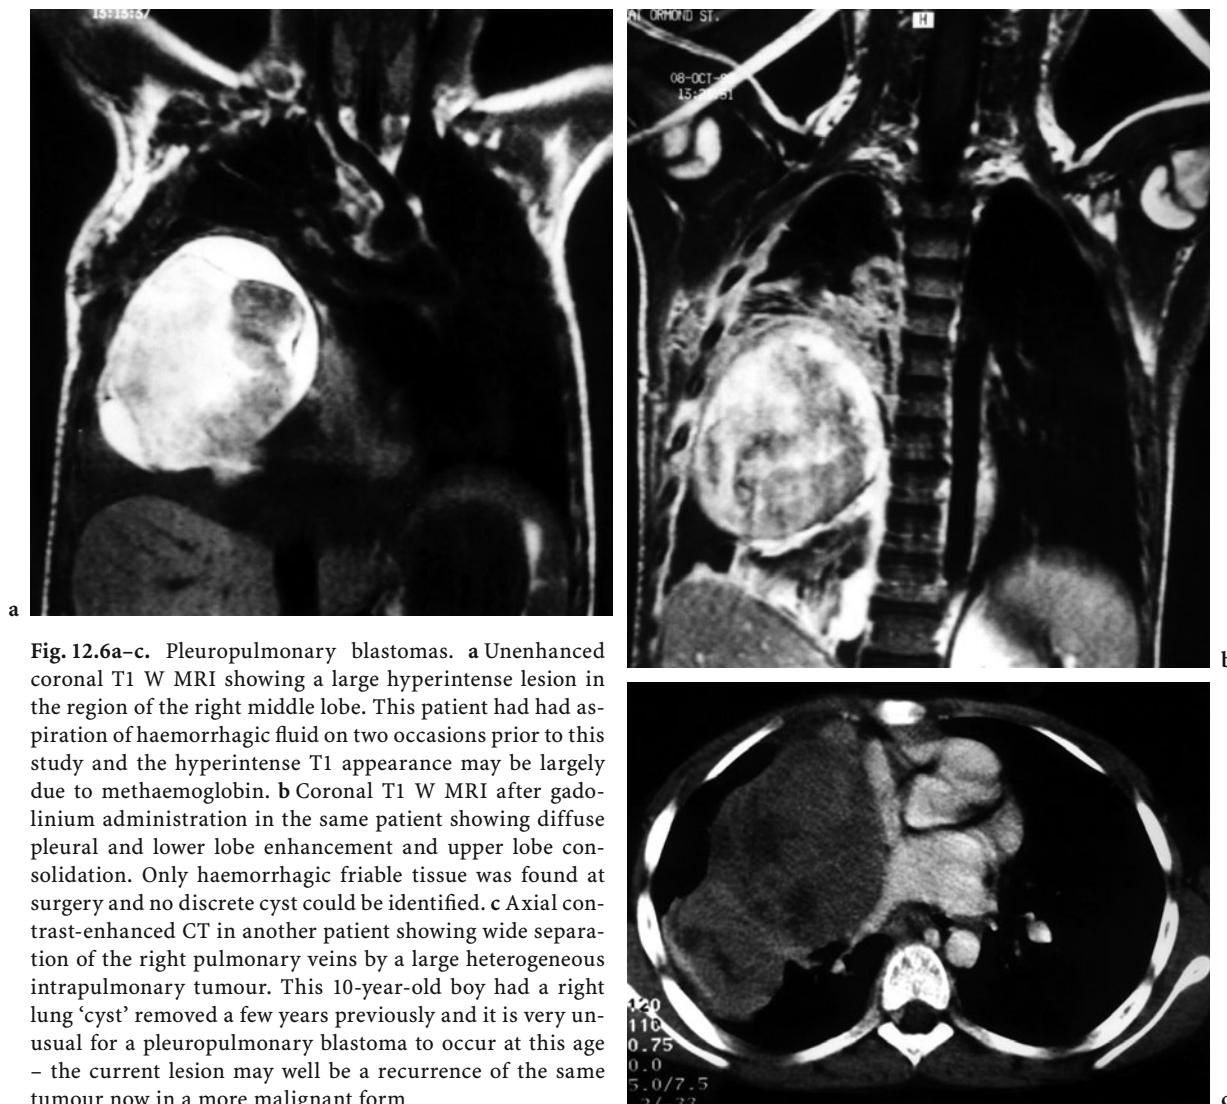 15:15:37
AT ORMOND ST.
H
08-OCT-9
a
b
Fig. 12.6a–c. Pleuropulmonary blastomas. a Unenhanced
coronal T1 W MRI showing a large hyperintense lesion in
the region of the right middle lobe. This patient had had as-
piration of haemorrhagic fluid on two occasions prior to this
study and the hyperintense T1 appearance may be largely
due to methaemoglobin. b Coronal T1 W MRI after gado-
linium administration in the same patient showing diffuse
pleural and lower lobe enhancement and upper lobe con-
solidation. Only haemorrhagic friable tissue was found at
surgery and no discrete cyst could be identified. c Axial con-
trast-enhanced CT in another patient showing wide separa-
tion of the right pulmonary veins by a large heterogeneous
intrapulmonary tumour. This 10-year-old boy had a right
lung ‘cyst’ removed a few years previously and it is very un-
usual for a pleuropulmonary blastoma to occur at this age
– the current lesion may well be a recurrence of the same
tumour now in a more malignant form
120
110
0.75
0.0
5.0/7.5
c